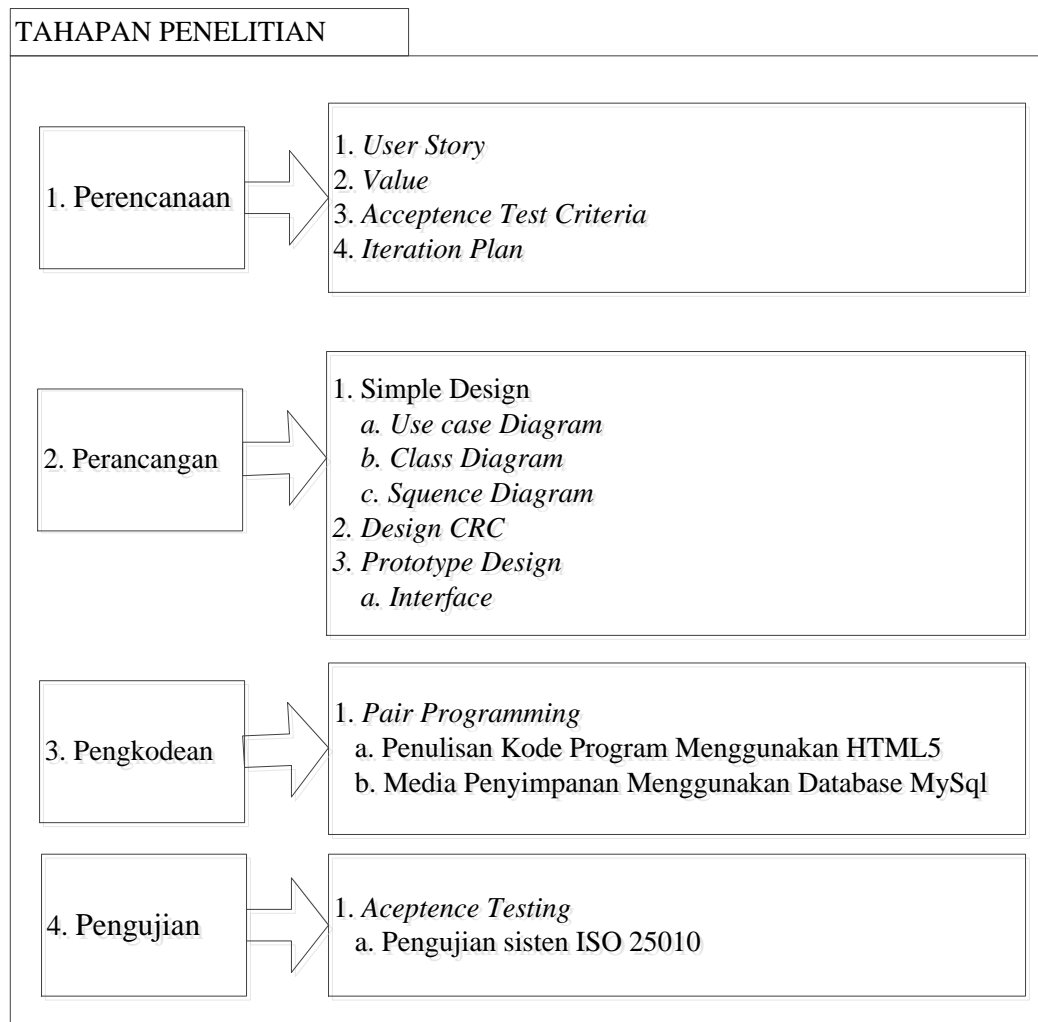 TAHAPAN PENELITIAN
1. Perencanaan
1. User Story
2. Value
3. Acceptence Test Criteria
4. Iteration Plan
2. Perancangan
1. Simple Design
a. Use case Diagram
b. Class Diagram
c. Squence Diagram
2. Design CRC
3. Prototype Design
a. Interface
3. Pengkodean
1. Pair Programming
a. Penulisan Kode Program Menggunakan HTML5
b. Media Penyimpanan Menggunakan Database MySql
4. Pengujian
1. Aceptence Testing
a. Pengujian sisten ISO 25010